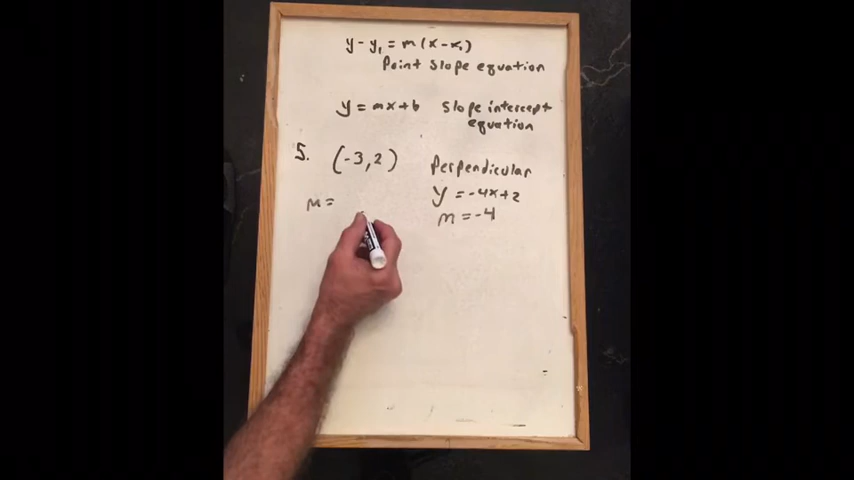 y - y₁ = m(x - x₁)
Point slope equation
y = mx + b slope intercept
equation
5. (-3, 2) Perpendicular
y = -4x + 2
m =
m = -4